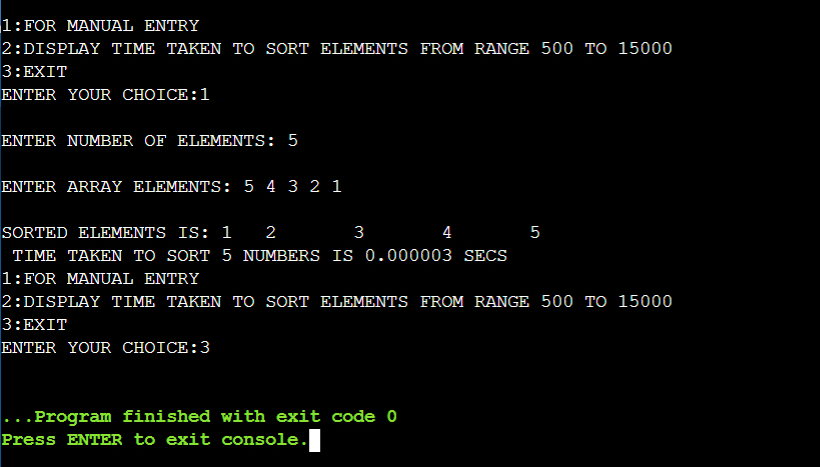 1:FOR MANUAL ENTRY
2:DISPLAY TIME TAKEN TO SORT ELEMENTS FROM RANGE 500 TO 15000
3:EXIT
ENTER YOUR CHOICE:1
ENTER NUMBER OF ELEMENTS: 5
ENTER ARRAY ELEMENTS: 5 4 3 2 1
SORTED ELEMENTS IS: 1   2       3       4       5
 TIME TAKEN TO SORT 5 NUMBERS IS 0.000003 SECS
1:FOR MANUAL ENTRY
2:DISPLAY TIME TAKEN TO SORT ELEMENTS FROM RANGE 500 TO 15000
3:EXIT
ENTER YOUR CHOICE:3
...Program finished with exit code 0
Press ENTER to exit console.